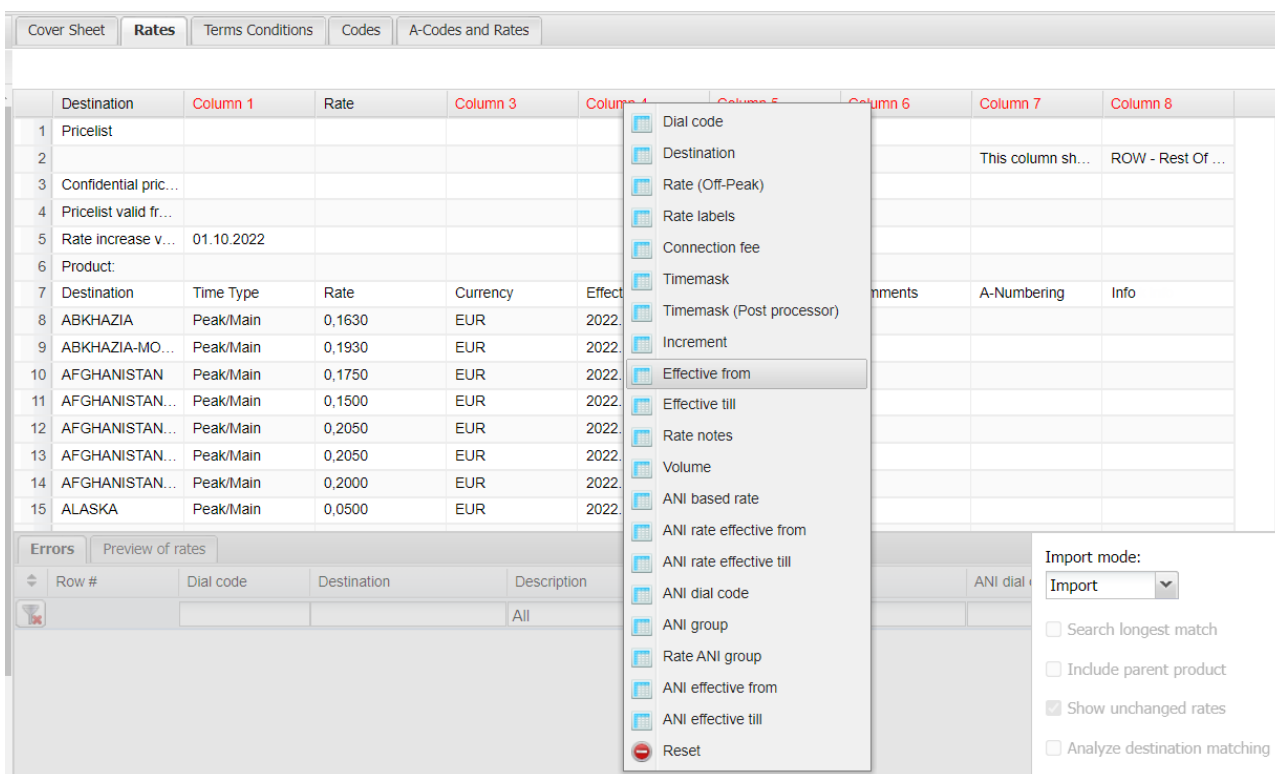 Cover Sheet Rates Terms Conditions Codes A-Codes and Rates
Destination Column 1 Rate Column 3 Column 4 Column 5 Column 6 Column 7 Column 8
1 Pricelist
2 This column sh... ROW - Rest Of ...
3 Confidential pric...
4 Pricelist valid fr...
5 Rate increase v... 01.10.2022
6 Product:
7 Destination Time Type Rate Currency Effect mments A-Numbering Info
8 ABKHAZIA Peak/Main 0,1630 EUR 2022.
9 ABKHAZIA-MO... Peak/Main 0,1930 EUR 2022.
10 AFGHANISTAN Peak/Main 0,1750 EUR 2022.
11 AFGHANISTAN... Peak/Main 0,1500 EUR 2022.
12 AFGHANISTAN... Peak/Main 0,2050 EUR 2022.
13 AFGHANISTAN... Peak/Main 0,2050 EUR 2022.
14 AFGHANISTAN... Peak/Main 0,2000 EUR 2022.
15 ALASKA Peak/Main 0,0500 EUR 2022.
Dial code
Destination
Rate (Off-Peak)
Rate labels
Connection fee
Timemask
Timemask (Post processor)
Increment
Effective from
Effective till
Rate notes
Volume
ANI based rate
ANI rate effective from
ANI rate effective till
ANI dial code
ANI group
Rate ANI group
ANI effective from
ANI effective till
Reset
Errors Preview of rates
Row # Dial code Destination Description ANI dial
All
Import mode:
Import
Search longest match
Include parent product
Show unchanged rates
Analyze destination matching